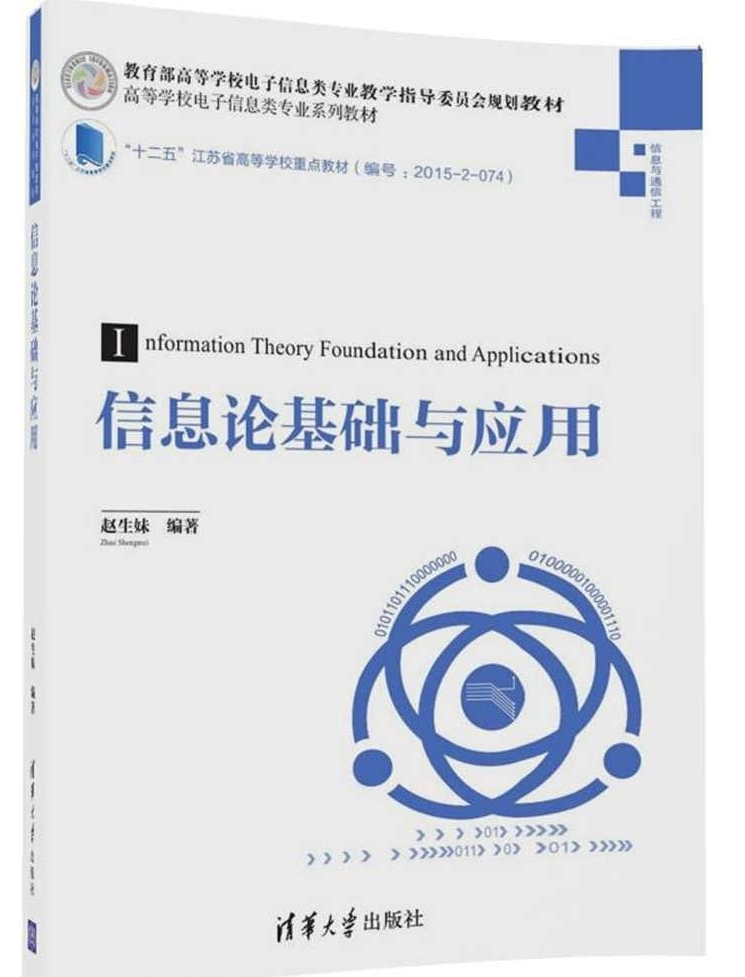 教育部高等学校电子信息类专业教学指导委员会规划教材
高等学校电子信息类专业系列教材
“十二五”江苏省高等学校重点教材（编号：2015-2-074）
信息与通信工程
Information Theory Foundation and Applications
信息论基础与应用
赵生妹 编著
Zhao Shengmei
0101101110000000
01000001000001110
01
011 0 01
清华大学出版社
信息论基础与应用
赵生妹 编著
清华大学出版社